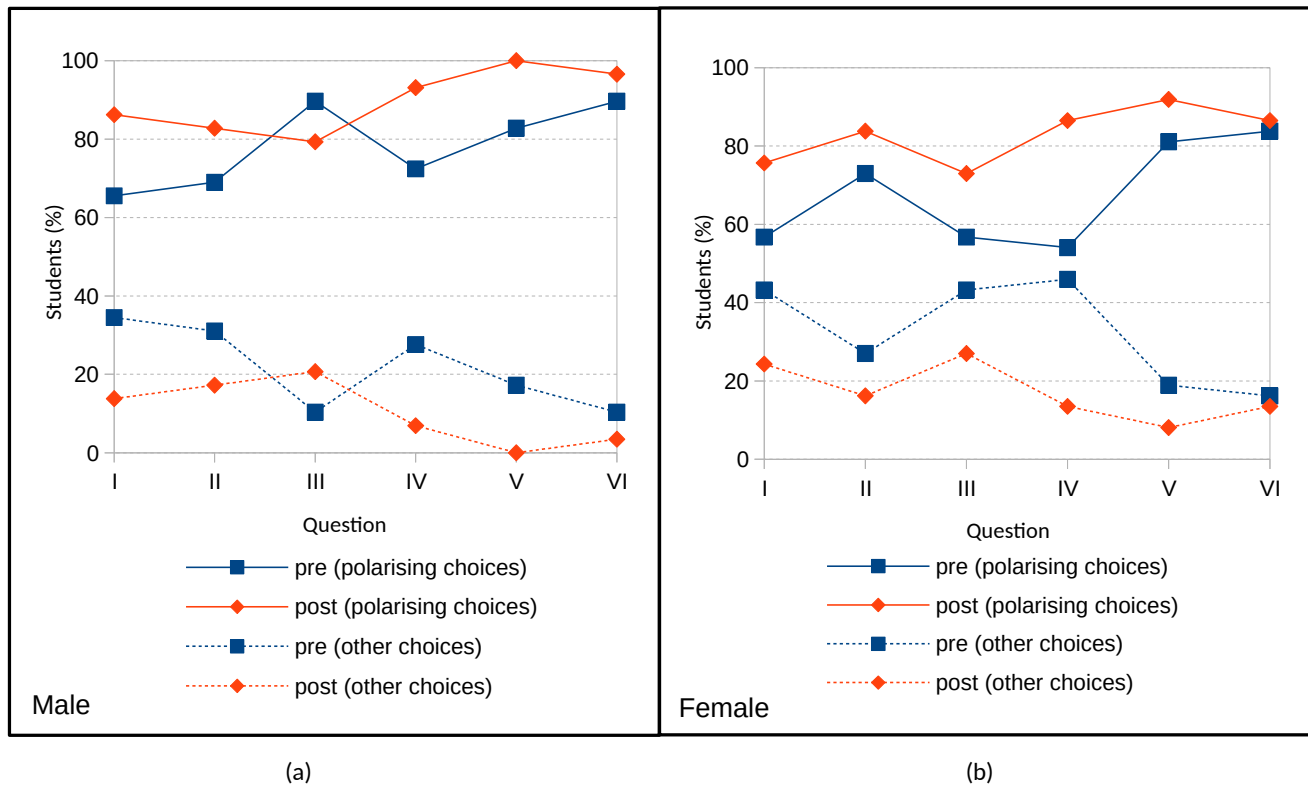 100
80
60
40
20
0
Students (%)
I II III IV V VI
Question
pre (polarising choices)
post (polarising choices)
pre (other choices)
post (other choices)
Male
(a)
100
80
60
40
20
0
Students (%)
I II III IV V VI
Question
pre (polarising choices)
post (polarising choices)
pre (other choices)
post (other choices)
Female
(b)